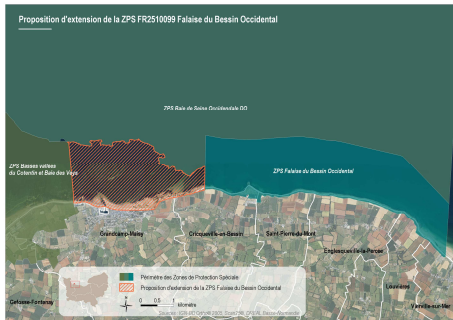 Proposition d'extension de la ZPS FR2510099 Falaise du Bessin Occidental
ZPS Baie de Seine Occidentale DO
ZPS Basses vallées
du Cotentin et Baie des Veys
ZPS Falaise du Bessin Occidental
Grandcamp-Maisy
Cricqueville-en-Bessin
Saint-Pierre-du-Mont
Englesqueville-la-Percée
Louvières
Vierville-sur-Mer
Géfosse-Fontenay
Périmètre des Zones de Protection Spéciale
Proposition d'extension de la ZPS Falaise du Bessin Occidental
0 0.5 1
kilomètre